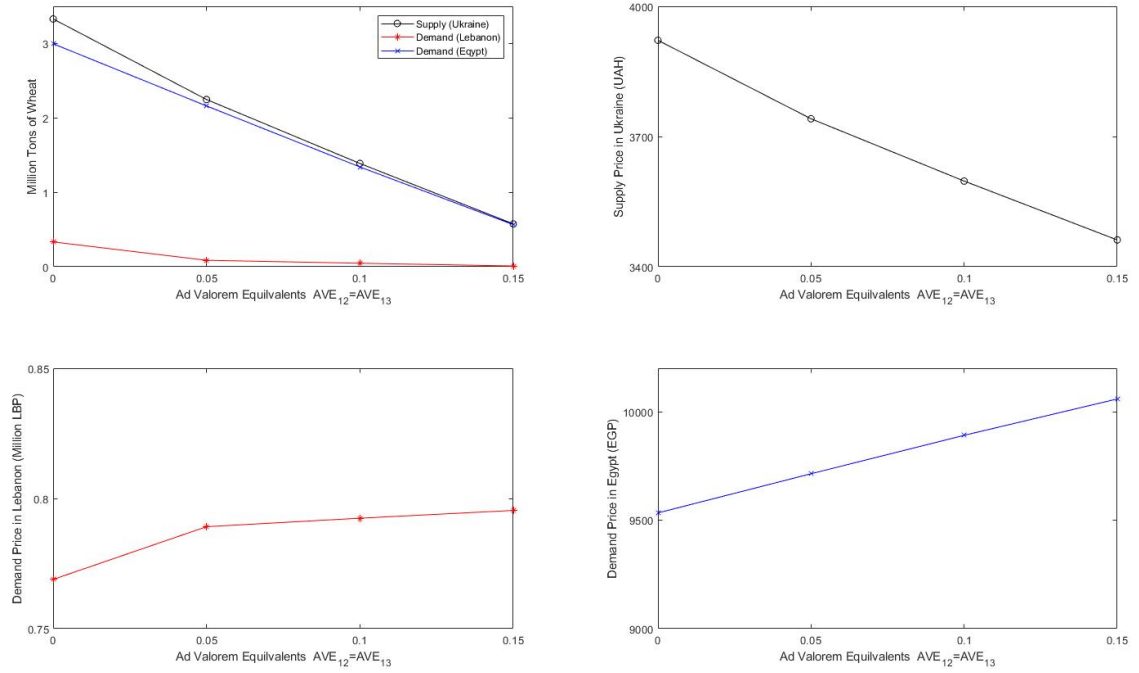 Supply (Ukraine)
Demand (Lebanon)
Demand (Eqypt)
3
2
1
0
Million Tons of Wheat
0 0.05 0.1 0.15
Ad Valorem Equilvalents AVE12=AVE13
4000
3700
3400
Supply Price in Ukraine (UAH)
0 0.05 0.1 0.15
Ad Valorem Equilvalents AVE12=AVE13
0.85
0.8
0.75
Demand Price in Lebanon (Million LBP)
0 0.05 0.1 0.15
Ad Valorem Equilvalents AVE12=AVE13
10000
9500
9000
Demand Price in Egypt (EGP)
0 0.05 0.1 0.15
Ad Valorem Equilvalents AVE12=AVE13